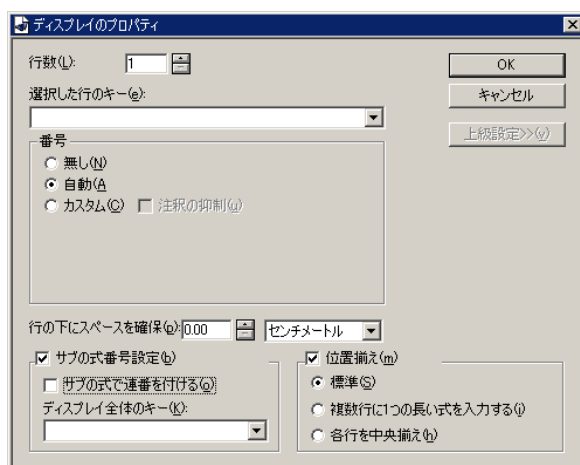 ディスプレイのプロパティ
行数(L): 1
OK
選択した行のキー(e):
キャンセル
上級設定>>(v)
番号
無し(N)
自動(A
カスタム(C) 注釈の抑制(u)
行の下にスペースを確保(p): 0.00 センチメートル
サブの式番号設定(b)
サブの式で連番を付ける(o)
ディスプレイ全体のキー(K):
位置揃え(m)
標準(S)
複数行に1つの長い式を入力する(i)
各行を中央揃え(h)